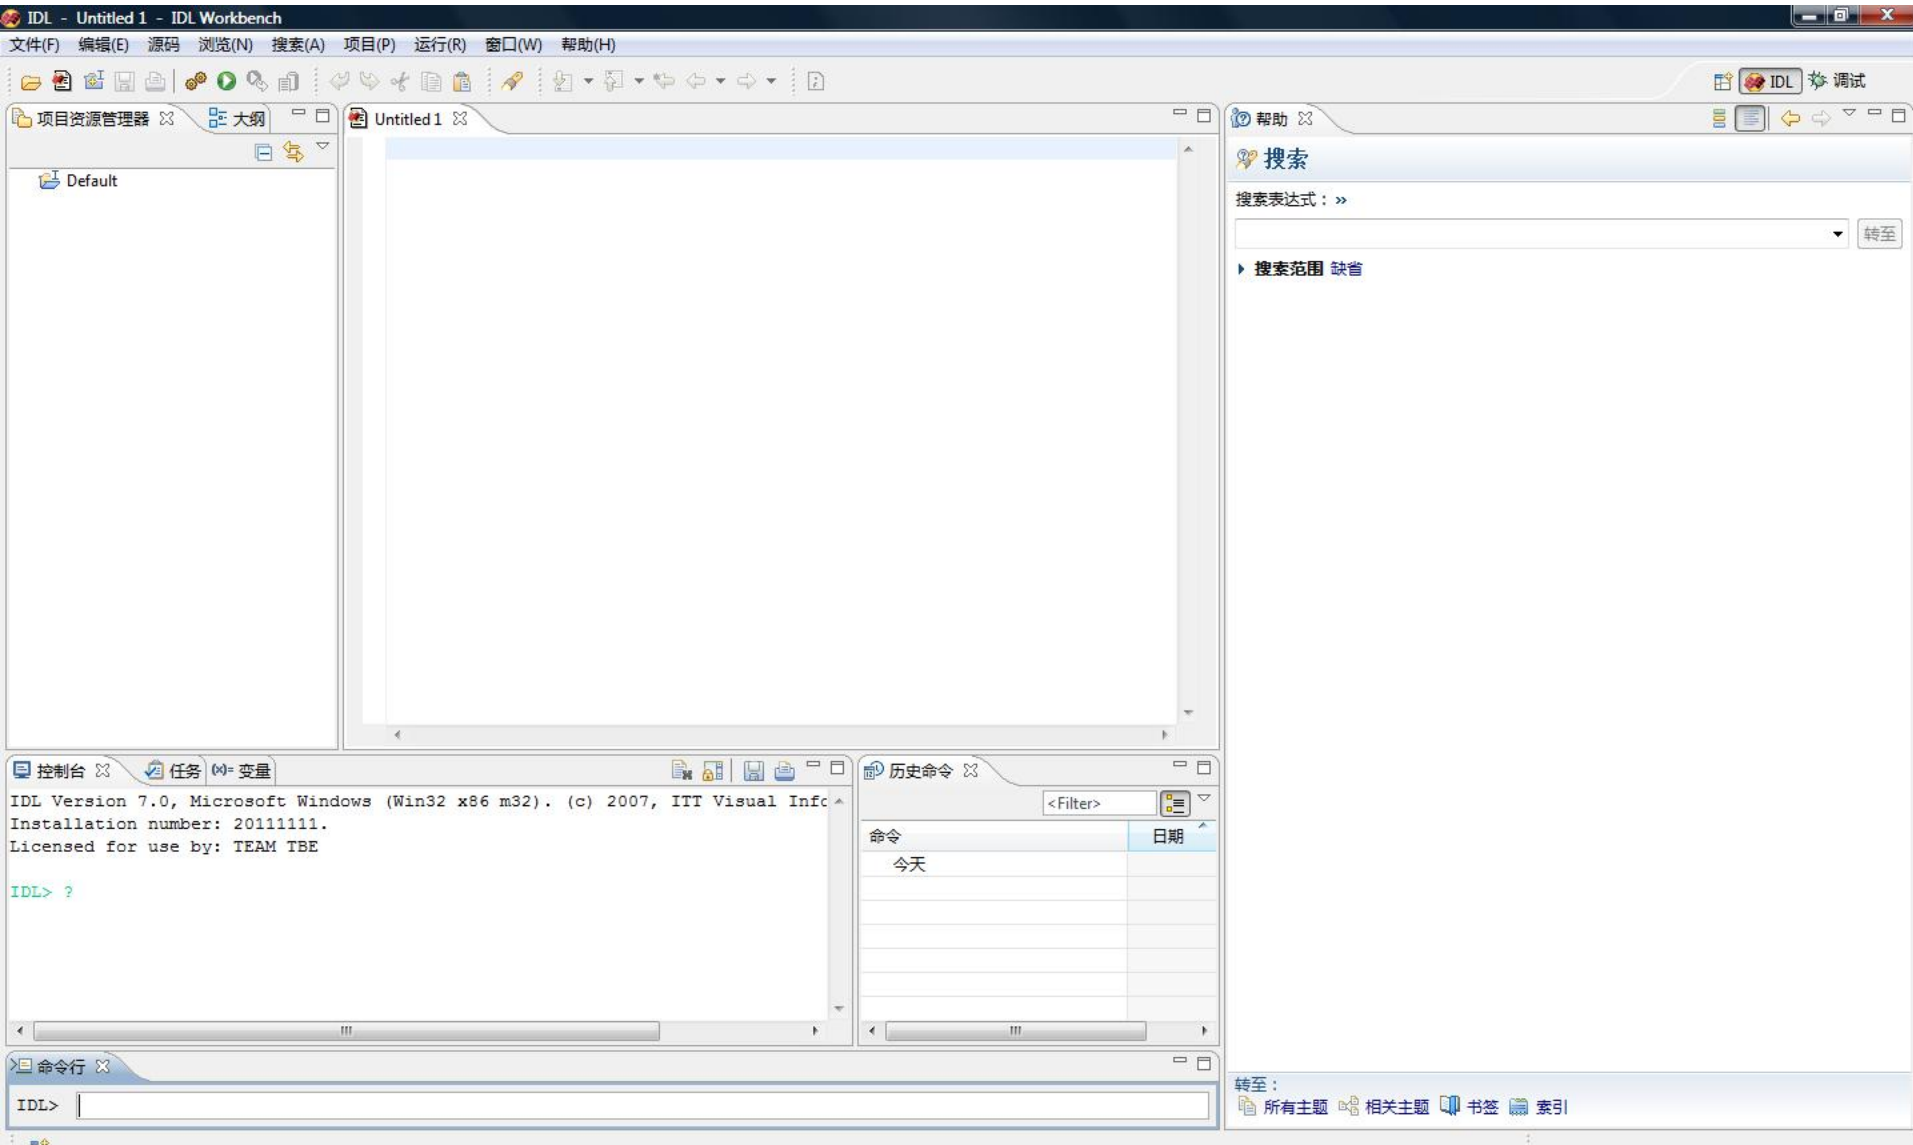 IDL - Untitled 1 - IDL Workbench
文件(F) 编辑(E) 源码 浏览(N) 搜素(A) 项目(P) 运行(R) 窗口(W) 帮助(H)
IDL 调试
项目资源管理器 大纲
Default
Untitled 1
帮助
搜索
搜素表达式：»
转至
搜素范围 缺省
控制台 任务 (x)= 变量
IDL Version 7.0, Microsoft Windows (Win32 x86 m32). (c) 2007, ITT Visual Info
Installation number: 20111111.
Licensed for use by: TEAM TBE
IDL> ?
历史命令
<Filter>
命令 日期
今天
命令行
IDL>
转至：
所有主题 相关主题 书签 索引